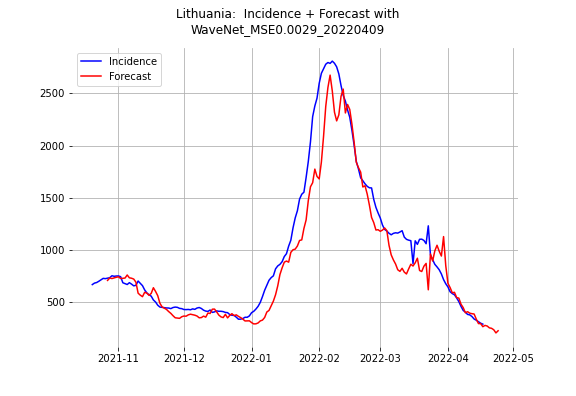 Lithuania:  Incidence + Forecast with
WaveNet_MSE0.0029_20220409
Incidence
Forecast
2500
2000
1500
1000
500
2021-11 2021-12 2022-01 2022-02 2022-03 2022-04 2022-05